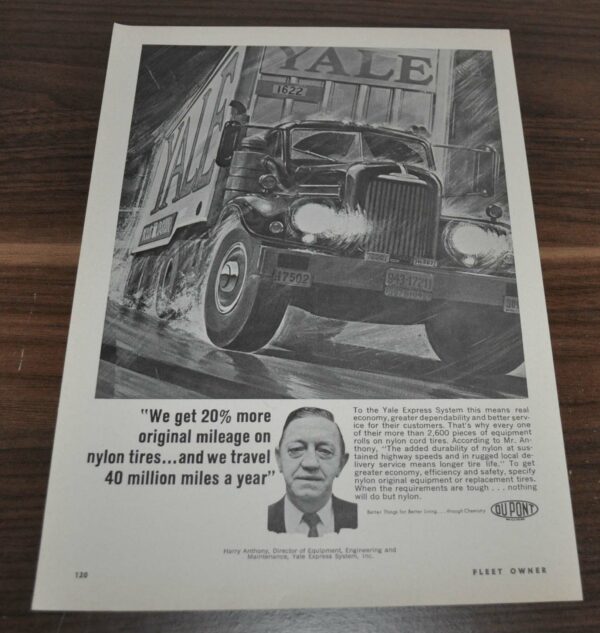 YALE
1622
YALE
17502
"We get 20% more
original mileage on
nylon tires...and we travel
40 million miles a year"
To the Yale Express System this means real
economy, greater dependability and better serv-
ice for their customers. That's why every one
of their more than 2,600 pieces of equipment
rolls on nylon cord tires. According to Mr. An-
thony, "The added durability of nylon at sus-
tained highway speeds and in rugged local de-
livery service means longer tire life." To get
greater economy, efficiency and safety, specify
nylon original equipment or replacement tires.
When the requirements are tough . . . nothing
will do but nylon.
Better Things for Better Living . . . through Chemistry
DU PONT
Harry Anthony, Director of Equipment, Engineering and
Maintenance, Yale Express System, Inc.
120
FLEET OWNER